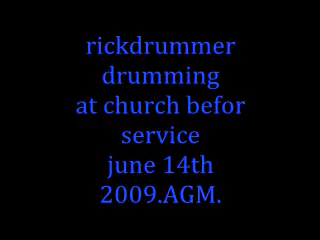 rickdrummer
drumming
at church befor
service
june 14th
2009.AGM.